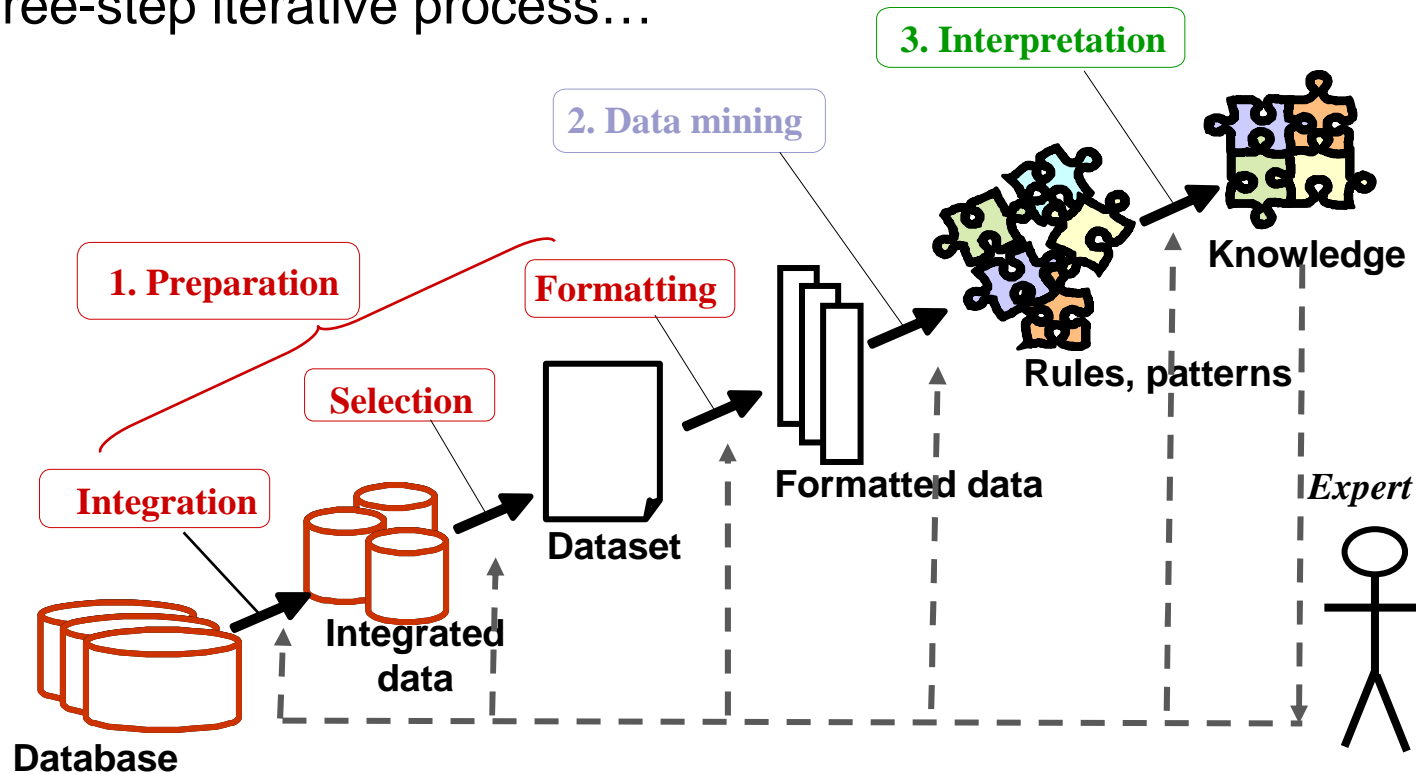 ree-step iterative process…
3. Interpretation
2. Data mining
Knowledge
1. Preparation
Formatting
Rules, patterns
Selection
Formatted data
Expert
Integration
Dataset
Integrated
data
Database